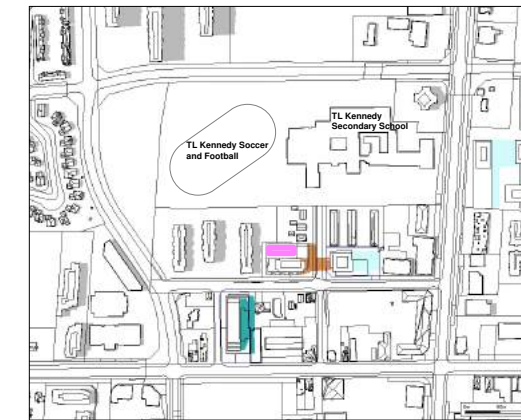 TL Kennedy
Secondary School
TL Kennedy Soccer
and Football